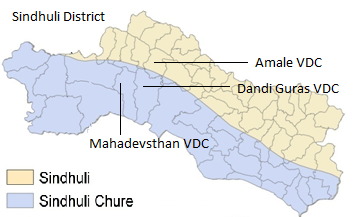 Sindhuli District
Amale VDC
Dandi Guras VDC
Mahadevsthan VDC
Sindhuli
Sindhuli Chure